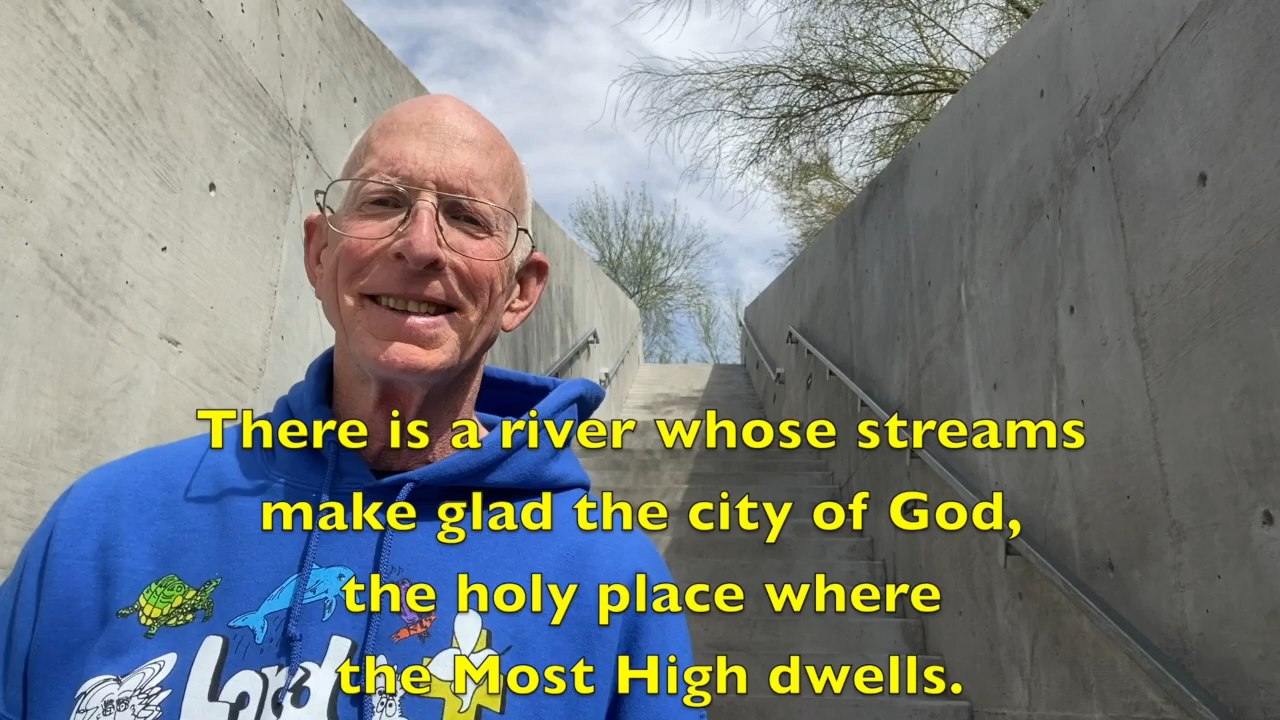 There is a river whose streams
make glad the city of God,
the holy place where
the Most High dwells.
Lord